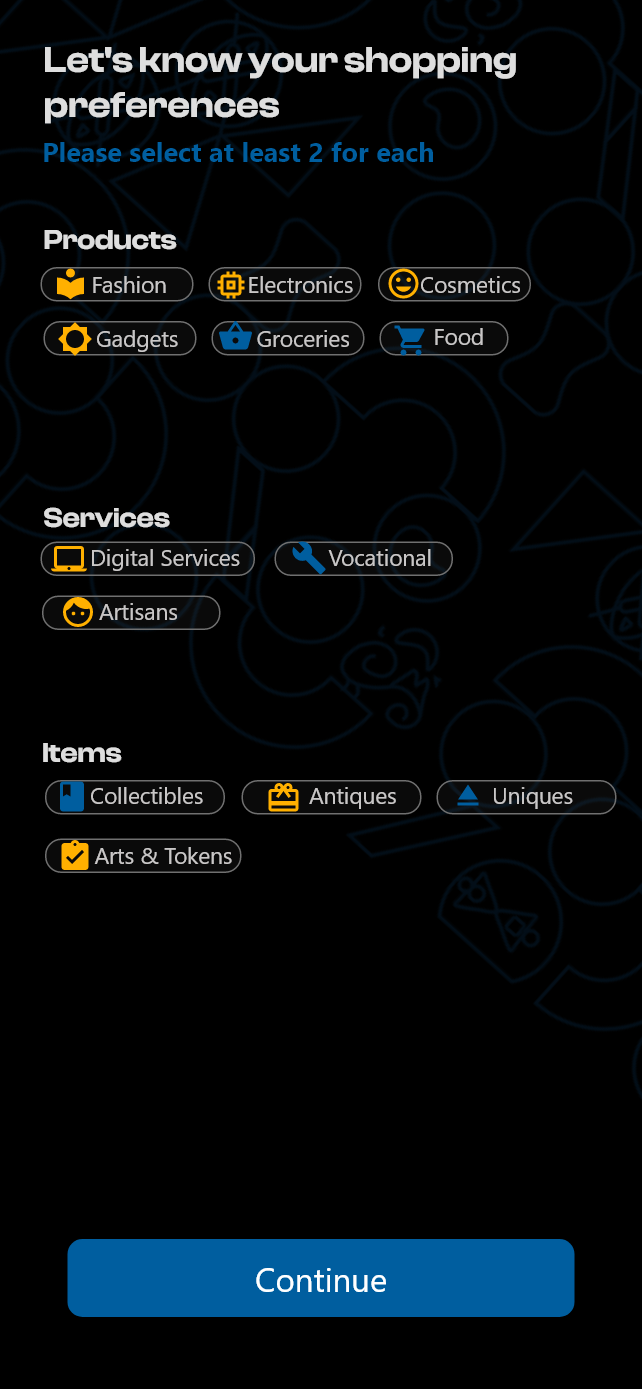 Let's know your shopping
preferences
Please select at least 2 for each
Products
Fashion
Electronics
Cosmetics
Gadgets
Groceries
Food
Services
Digital Services
Vocational
Artisans
Items
Collectibles
Antiques
Uniques
Arts & Tokens
Continue